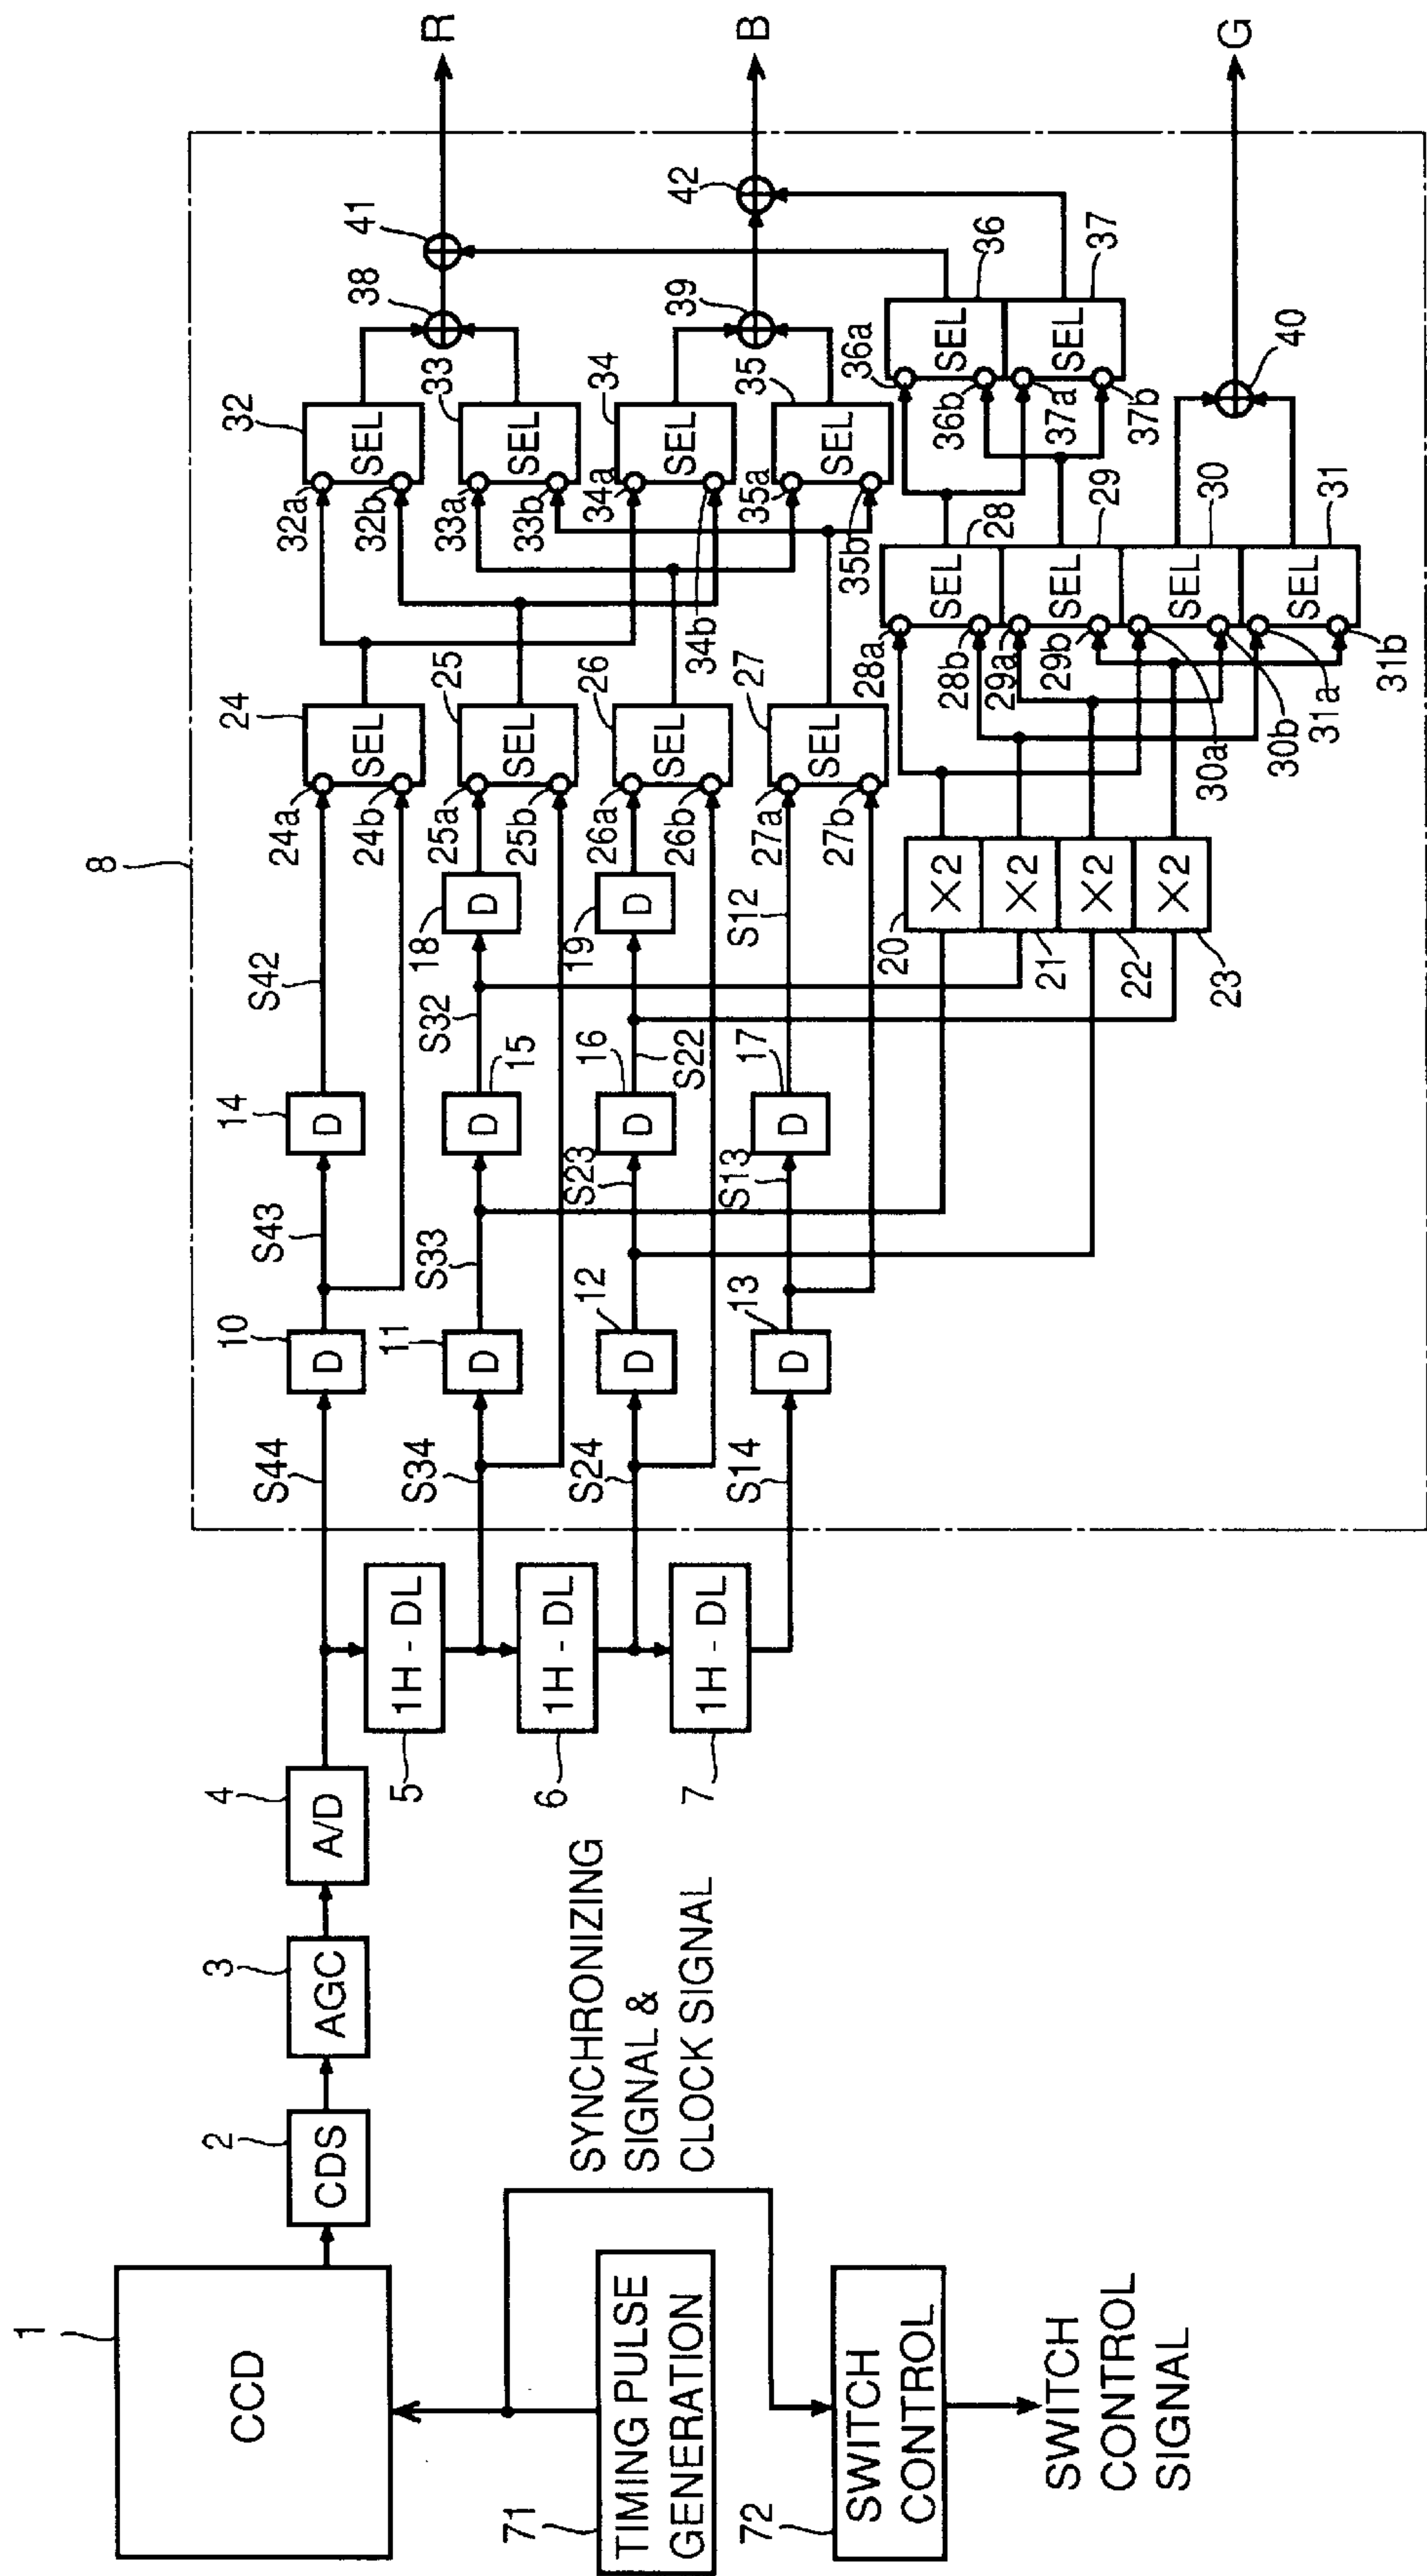 1
CCD
2
CDS
3
AGC
4
A/D
5
1H - DL
6
1H - DL
7
1H - DL
71
TIMING PULSE
GENERATION
72
SWITCH
CONTROL
SYNCHRONIZING
SIGNAL &
CLOCK SIGNAL
SWITCH
CONTROL
SIGNAL
8
S44
S34
S24
S14
10
D
11
D
12
D
13
D
S43
S33
S23
S13
14
D
15
D
16
D
17
D
S42
S32
S22
S12
18
D
19
D
20
×2
21
×2
22
×2
23
×2
24
24a
SEL
24b
25
25a
SEL
25b
26
26a
SEL
26b
27
27a
SEL
27b
28a
SEL
28b
28
29a
SEL
29b
29
30a
SEL
30b
30
31a
SEL
31b
31
32
32a
SEL
32b
33
33a
SEL
33b
34
34a
SEL
34b
35
35a
SEL
35b
36a
SEL
36b
36
37a
SEL
37b
37
38
39
40
41
42
R
B
G